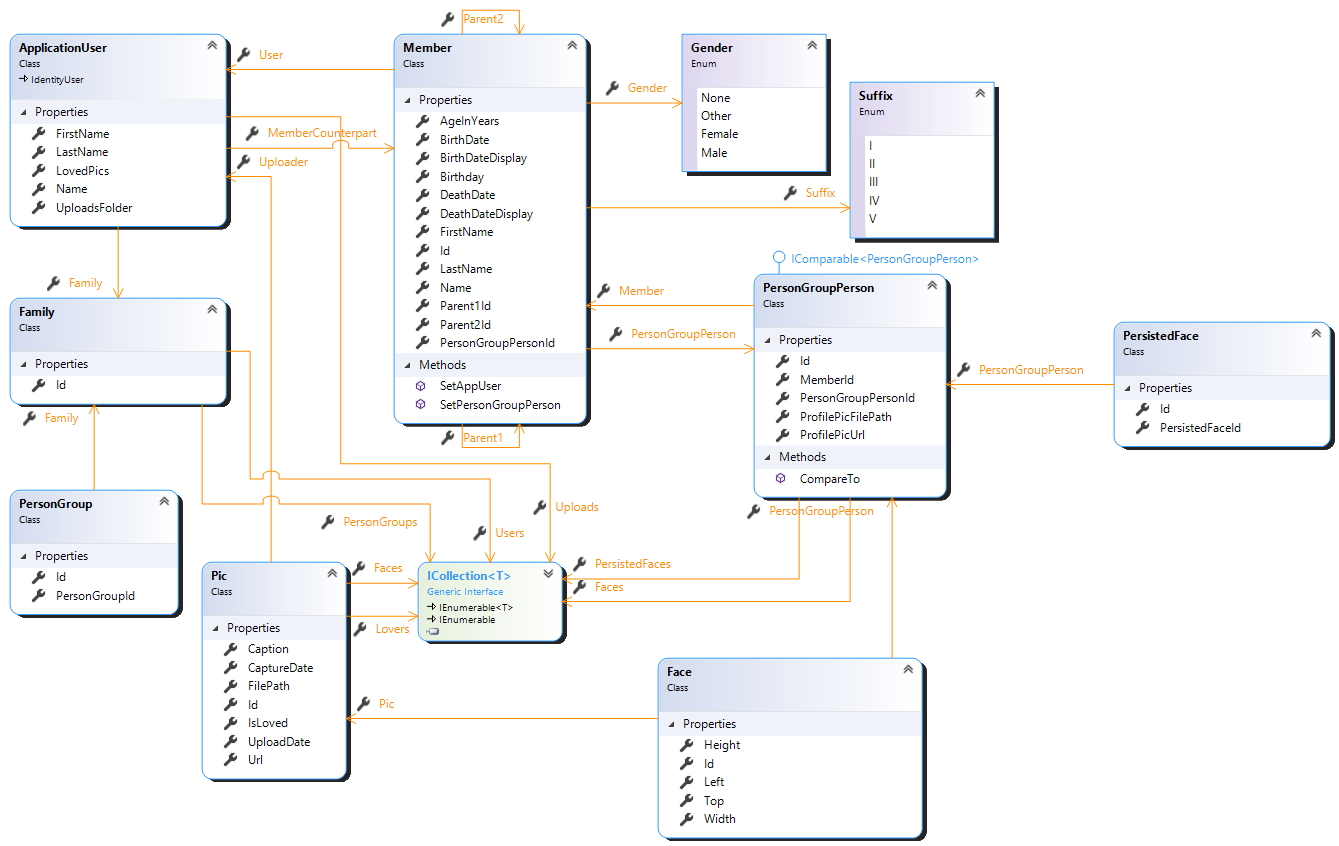 Parent2
ApplicationUser
Class
IdentityUser
Properties
FirstName
LastName
LovedPics
Name
UploadsFolder
User
MemberCounterpart
Uploader
Member
Class
Properties
AgeInYears
BirthDate
BirthDateDisplay
Birthday
DeathDate
DeathDateDisplay
FirstName
Id
LastName
Name
Parent1Id
Parent2Id
PersonGroupPersonId
Methods
SetAppUser
SetPersonGroupPerson
Parent1
Gender
Gender
Enum
None
Other
Female
Male
Suffix
Suffix
Enum
I
II
III
IV
V
IComparable<PersonGroupPerson>
Member
PersonGroupPerson
PersonGroupPerson
Class
Properties
Id
MemberId
PersonGroupPersonId
ProfilePicFilePath
ProfilePicUrl
Methods
CompareTo
PersonGroupPerson
PersonGroupPerson
PersistedFace
Class
Properties
Id
PersistedFaceId
Family
Family
Class
Properties
Id
Family
PersonGroup
Class
Properties
Id
PersonGroupId
PersonGroups
Users
Uploads
Pic
Class
Properties
Caption
CaptureDate
FilePath
Id
IsLoved
UploadDate
Url
Faces
Lovers
ICollection<T>
Generic Interface
IEnumerable<T>
IEnumerable
PersistedFaces
Faces
Pic
Face
Class
Properties
Height
Id
Left
Top
Width